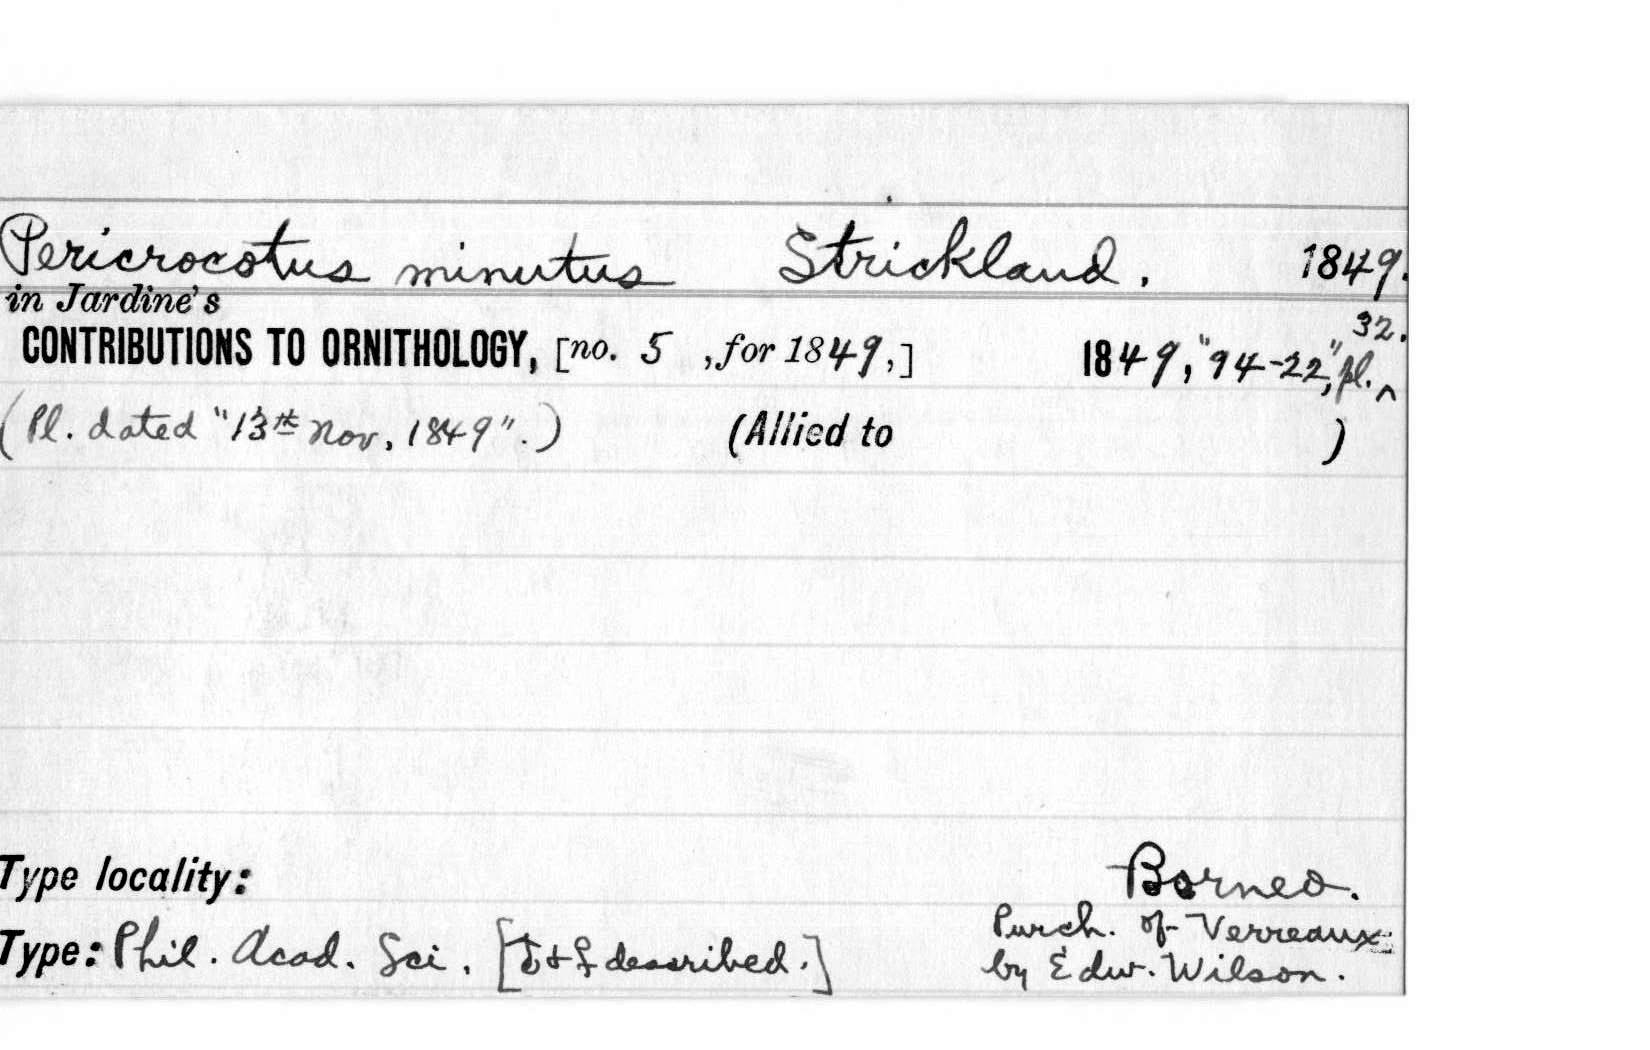 Pericrocotus minutus Strickland. 1849.
in Jardine's
CONTRIBUTIONS TO ORNITHOLOGY, [no. 5 , for 1849,] 1849, "94-22", pl. ^ 32.
(Pl. dated "13th Nov, 1849".) (Allied to )
Type locality: Borneo.
Type: Phil. Acad. Sci. [♂ + ♀ described.] Purch. of Verreaux
by Edw. Wilson.